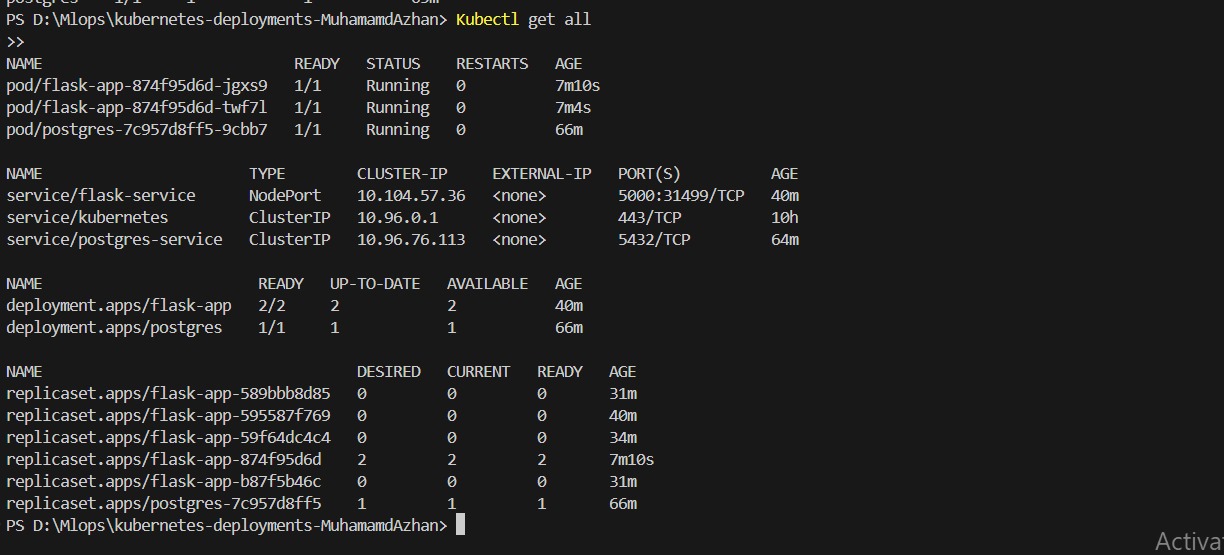 PS D:\Mlops\kubernetes-deployments-MuhamamdAzhan> Kubectl get all
>>
NAME READY STATUS RESTARTS AGE
pod/flask-app-874f95d6d-jgxs9 1/1 Running 0 7m10s
pod/flask-app-874f95d6d-twf7l 1/1 Running 0 7m4s
pod/postgres-7c957d8ff5-9cbb7 1/1 Running 0 66m
NAME TYPE CLUSTER-IP EXTERNAL-IP PORT(S) AGE
service/flask-service NodePort 10.104.57.36 <none> 5000:31499/TCP 40m
service/kubernetes ClusterIP 10.96.0.1 <none> 443/TCP 10h
service/postgres-service ClusterIP 10.96.76.113 <none> 5432/TCP 64m
NAME READY UP-TO-DATE AVAILABLE AGE
deployment.apps/flask-app 2/2 2 2 40m
deployment.apps/postgres 1/1 1 1 66m
NAME DESIRED CURRENT READY AGE
replicaset.apps/flask-app-589bbb8d85 0 0 0 31m
replicaset.apps/flask-app-595587f769 0 0 0 40m
replicaset.apps/flask-app-59f64dc4c4 0 0 0 34m
replicaset.apps/flask-app-874f95d6d 2 2 2 7m10s
replicaset.apps/flask-app-b87f5b46c 0 0 0 31m
replicaset.apps/postgres-7c957d8ff5 1 1 1 66m
PS D:\Mlops\kubernetes-deployments-MuhamamdAzhan>
Activa